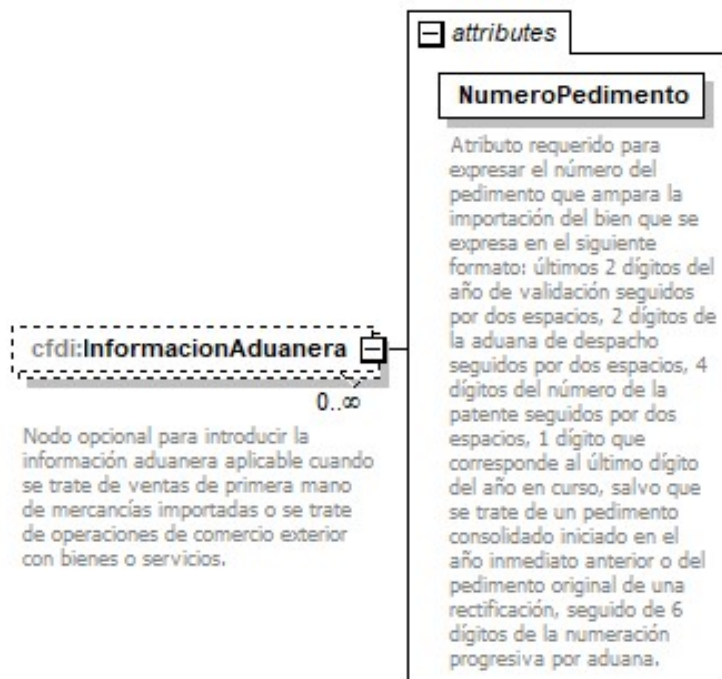 attributes
NumeroPedimento
Atributo requerido para
expresar el número del
pedimento que ampara la
importación del bien que se
expresa en el siguiente
formato: últimos 2 dígitos del
año de validación seguidos
por dos espacios, 2 dígitos de
la aduana de despacho
seguidos por dos espacios, 4
dígitos del número de la
patente seguidos por dos
espacios, 1 dígito que
corresponde al último dígito
del año en curso, salvo que
se trate de un pedimento
consolidado iniciado en el
año inmediato anterior o del
pedimento original de una
rectificación, seguido de 6
dígitos de la numeración
progresiva por aduana.
cfdi:InformacionAduanera
0..∞
Nodo opcional para introducir la
información aduanera aplicable cuando
se trate de ventas de primera mano
de mercancías importadas o se trate
de operaciones de comercio exterior
con bienes o servicios.